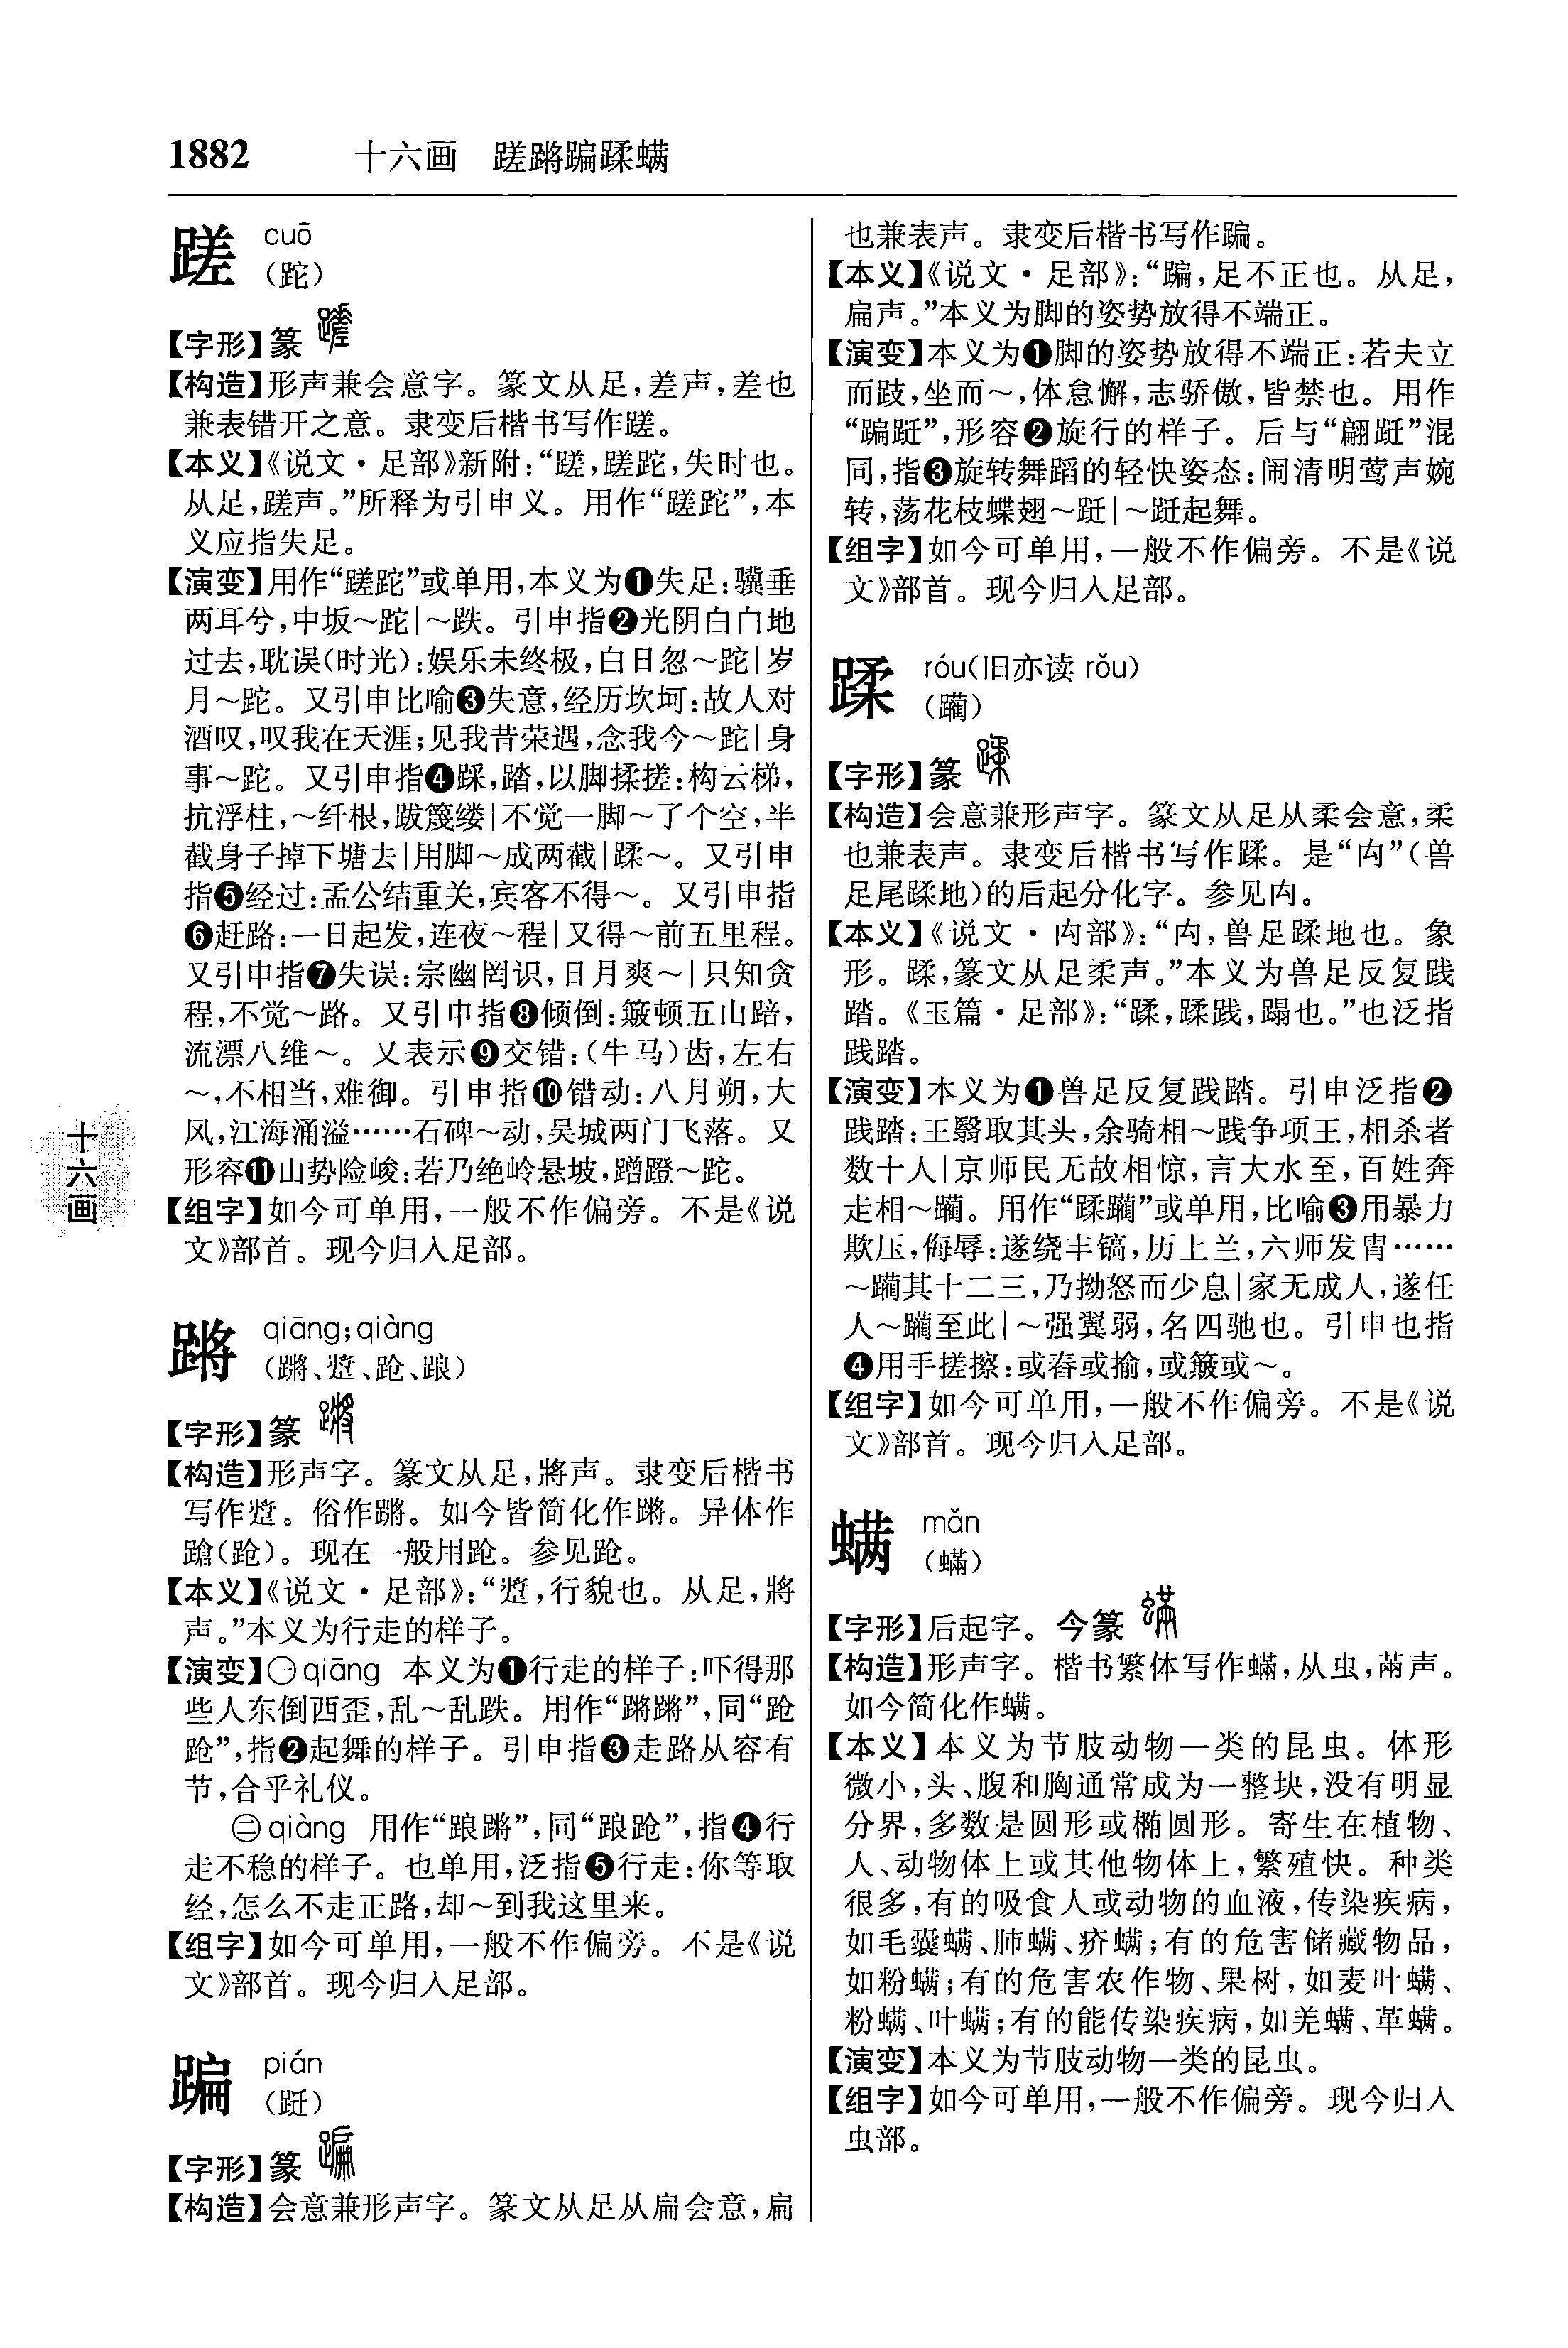 1882 十六画 蹉蹡蹁蹂螨
蹉 cuō
（跎）
【字形】篆
【构造】形声兼会意字。篆文从足，差声，差也
兼表错开之意。隶变后楷书写作蹉。
【本义】《说文·足部》新附：“蹉，蹉跎，失时也。
从足，蹉声。”所释为引申义。用作“蹉跎”，本
义应指失足。
【演变】用作“蹉跎”或单用，本义为❶失足：骥垂
两耳兮，中坂～跎|～跌。引申指❷光阴白白地
过去，耽误（时光）：娱乐未终极，白日忽～跎|岁
月～跎。又引申比喻❸失意，经历坎坷：故人对
酒叹，叹我在天涯；见我昔荣遇，念我今～跎|身
事～跎。又引申指❹踩，踏，以脚揉搓：构云梯，
抗浮柱，～纤根，跋篾缕|不觉一脚～了个空，半
截身子掉下塘去|用脚～成两截|蹂～。又引申
指❺经过：孟公结重关，宾客不得～。又引申指
❻赶路：一日起发，连夜～程|又得～前五里程。
又引申指❼失误：宗幽罔识，日月爽～|只知贪
程，不觉～路。又引申指❽倾倒：簸顿五山踣，
流漂八维～。又表示❾交错：（牛马）齿，左右
～，不相当，难御。引申指❿错动：八月朔，大
风，江海涌溢……石碑～动，吴城两门飞落。又
形容⓫山势险峻：若乃绝岭悬坡，蹭蹬～跎。
【组字】如今可单用，一般不作偏旁。不是《说
文》部首。现今归入足部。
蹡 qiāng；qiàng
（蹡、𨄚、跄、踉）
【字形】篆
【构造】形声字。篆文从足，將声。隶变后楷书
写作𨄚。俗作蹡。如今皆简化作蹡。异体作
蹌（跄）。现在一般用跄。参见跄。
【本义】《说文·足部》：“𨄚，行貌也。从足，將
声。”本义为行走的样子。
【演变】㊀qiāng 本义为❶行走的样子：吓得那
些人东倒西歪，乱～乱跌。用作“蹡蹡”，同“跄
跄”，指❷起舞的样子。引申指❸走路从容有
节，合乎礼仪。
㊁qiàng 用作“踉蹡”，同“踉跄”，指❹行
走不稳的样子。也单用，泛指❺行走：你等取
经，怎么不走正路，却～到我这里来。
【组字】如今可单用，一般不作偏旁。不是《说
文》部首。现今归入足部。
蹁 pián
（跹）
【字形】篆
【构造】会意兼形声字。篆文从足从扁会意，扁
也兼表声。隶变后楷书写作蹁。
【本义】《说文·足部》：“蹁，足不正也。从足，
扁声。”本义为脚的姿势放得不端正。
【演变】本义为❶脚的姿势放得不端正：若夫立
而跂，坐而～，体怠懈，志骄傲，皆禁也。用作
“蹁跹”，形容❷旋行的样子。后与“翩跹”混
同，指❸旋转舞蹈的轻快姿态：闹清明莺声婉
转，荡花枝蝶翅～跹|～跹起舞。
【组字】如今可单用，一般不作偏旁。不是《说
文》部首。现今归入足部。
蹂 róu（旧亦读 rǒu）
（躏）
【字形】篆
【构造】会意兼形声字。篆文从足从柔会意，柔
也兼表声。隶变后楷书写作蹂。是“禸”（兽
足尾蹂地）的后起分化字。参见禸。
【本义】《说文·禸部》：“禸，兽足蹂地也。象
形。蹂，篆文从足柔声。”本义为兽足反复践
踏。《玉篇·足部》：“蹂，蹂践，蹋也。”也泛指
践踏。
【演变】本义为❶兽足反复践踏。引申泛指❷
践踏：王翳取其头，余骑相～践争项王，相杀者
数十人|京师民无故相惊，言大水至，百姓奔
走相～躏。用作“蹂躏”或单用，比喻❸用暴力
欺压，侮辱：遂绕丰镐，历上兰，六师发胄……
～躏其十二三，乃拗怒而少息|家无成人，遂任
人～躏至此|～强翼弱，名四驰也。引申也指
❹用手搓擦：或舂或揄，或簸或～。
【组字】如今可单用，一般不作偏旁。不是《说
文》部首。现今归入足部。
螨 mǎn
（蟎）
【字形】后起字。今篆
【构造】形声字。楷书繁体写作蟎，从虫，㒼声。
如今简化作螨。
【本义】本义为节肢动物一类的昆虫。体形
微小，头、腹和胸通常成为一整块，没有明显
分界，多数是圆形或椭圆形。寄生在植物、
人、动物体上或其他物体上，繁殖快。种类
很多，有的吸食人或动物的血液，传染疾病，
如毛囊螨、肺螨、疥螨；有的危害储藏物品，
如粉螨；有的危害农作物、果树，如麦叶螨、
粉螨、叶螨；有的能传染疾病，如羌螨、革螨。
【演变】本义为节肢动物一类的昆虫。
【组字】如今可单用，一般不作偏旁。现今归入
虫部。
十六画